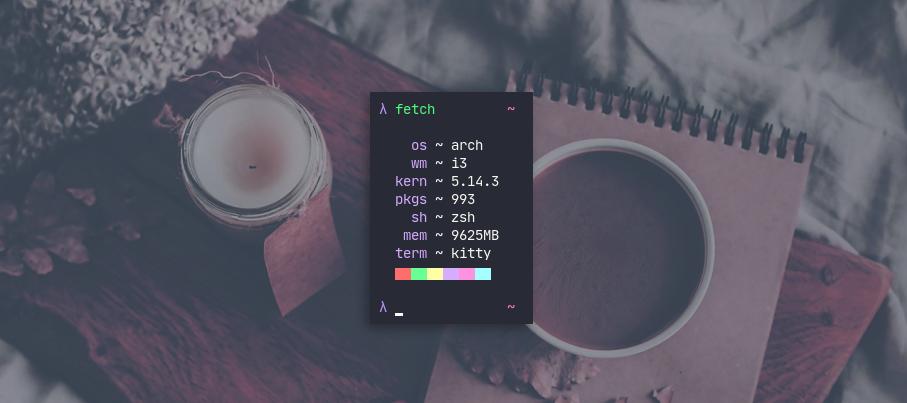 λ fetch ~
os ~ arch
wm ~ i3
kern ~ 5.14.3
pkgs ~ 993
sh ~ zsh
mem ~ 9625MB
term ~ kitty
λ _ ~